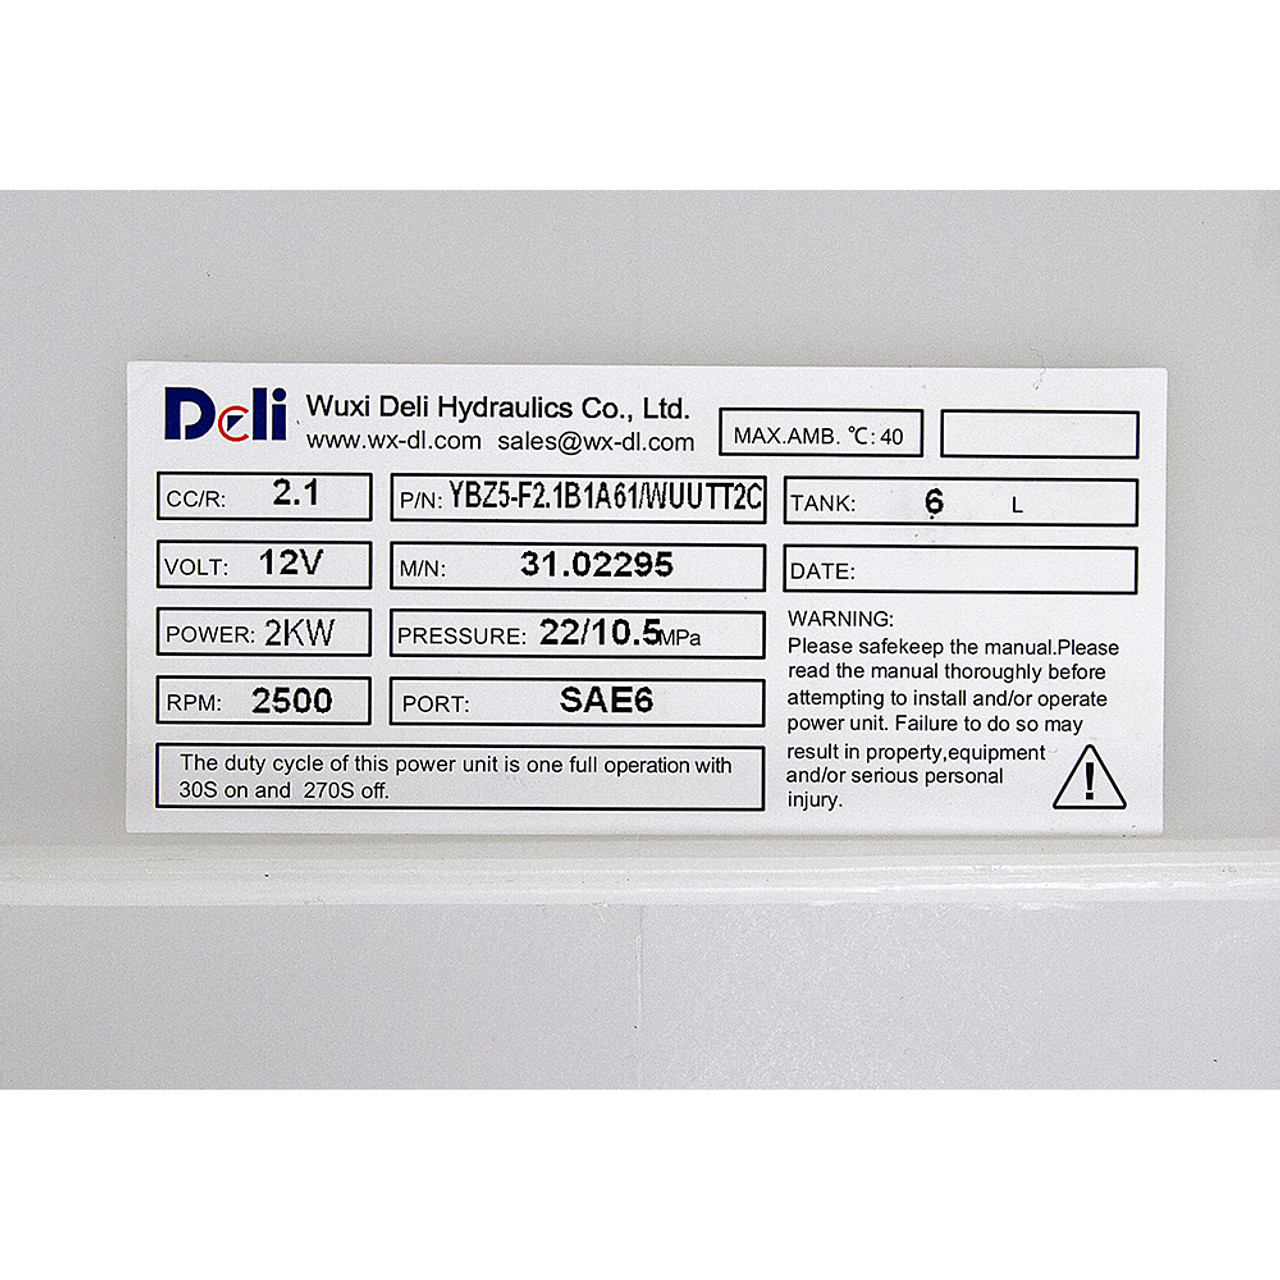 Deli Wuxi Deli Hydraulics Co., Ltd.
www.wx-dl.com sales@wx-dl.com
MAX.AMB. ℃: 40
CC/R: 2.1
P/N: YBZ5-F2.1B1A61/WUUTT2C
TANK: 6 L
VOLT: 12V
M/N: 31.02295
DATE:
POWER: 2KW
PRESSURE: 22/10.5MPa
RPM: 2500
PORT: SAE6
The duty cycle of this power unit is one full operation with
30S on and 270S off.
WARNING:
Please safekeep the manual.Please
read the manual thoroughly before
attempting to install and/or operate
power unit. Failure to do so may
result in property,equipment
and/or serious personal
injury.